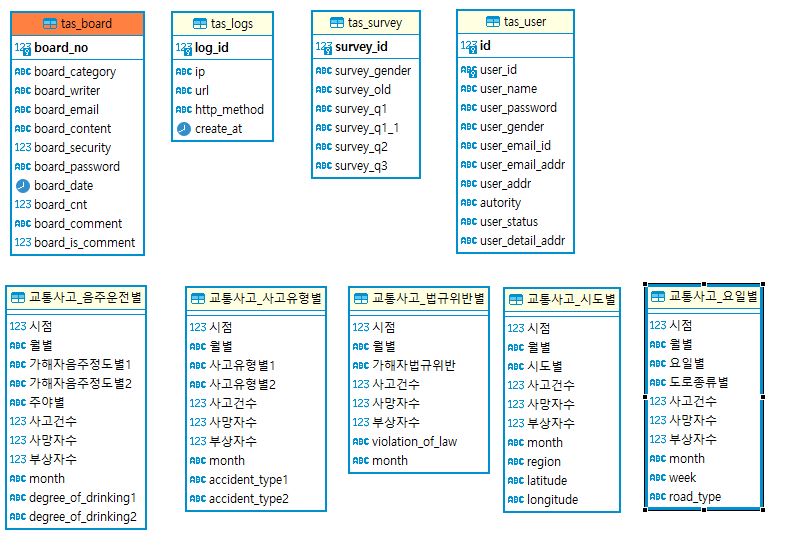 tas_board
123 board_no
ABC board_category
ABC board_writer
ABC board_email
ABC board_content
123 board_security
ABC board_password
board_date
123 board_cnt
ABC board_comment
123 board_is_comment
tas_logs
123 log_id
ABC ip
ABC url
ABC http_method
create_at
tas_survey
123 survey_id
ABC survey_gender
ABC survey_old
ABC survey_q1
ABC survey_q1_1
ABC survey_q2
ABC survey_q3
tas_user
123 id
ABC user_id
ABC user_name
ABC user_password
ABC user_gender
ABC user_email_id
ABC user_email_addr
ABC user_addr
ABC autority
ABC user_status
ABC user_detail_addr
교통사고_음주운전별
123 시점
ABC 월별
ABC 가해자음주정도별1
ABC 가해자음주정도별2
ABC 주야별
123 사고건수
123 사망자수
123 부상자수
ABC month
ABC degree_of_drinking1
ABC degree_of_drinking2
교통사고_사고유형별
123 시점
ABC 월별
ABC 사고유형별1
ABC 사고유형별2
123 사고건수
123 사망자수
123 부상자수
ABC month
ABC accident_type1
ABC accident_type2
교통사고_법규위반별
123 시점
ABC 월별
ABC 가해자법규위반
123 사고건수
123 사망자수
123 부상자수
ABC violation_of_law
ABC month
교통사고_시도별
123 시점
ABC 월별
ABC 시도별
123 사고건수
123 사망자수
123 부상자수
ABC month
ABC region
ABC latitude
ABC longitude
교통사고_요일별
123 시점
ABC 월별
ABC 요일별
ABC 도로종류별
123 사고건수
123 사망자수
123 부상자수
ABC month
ABC week
ABC road_type